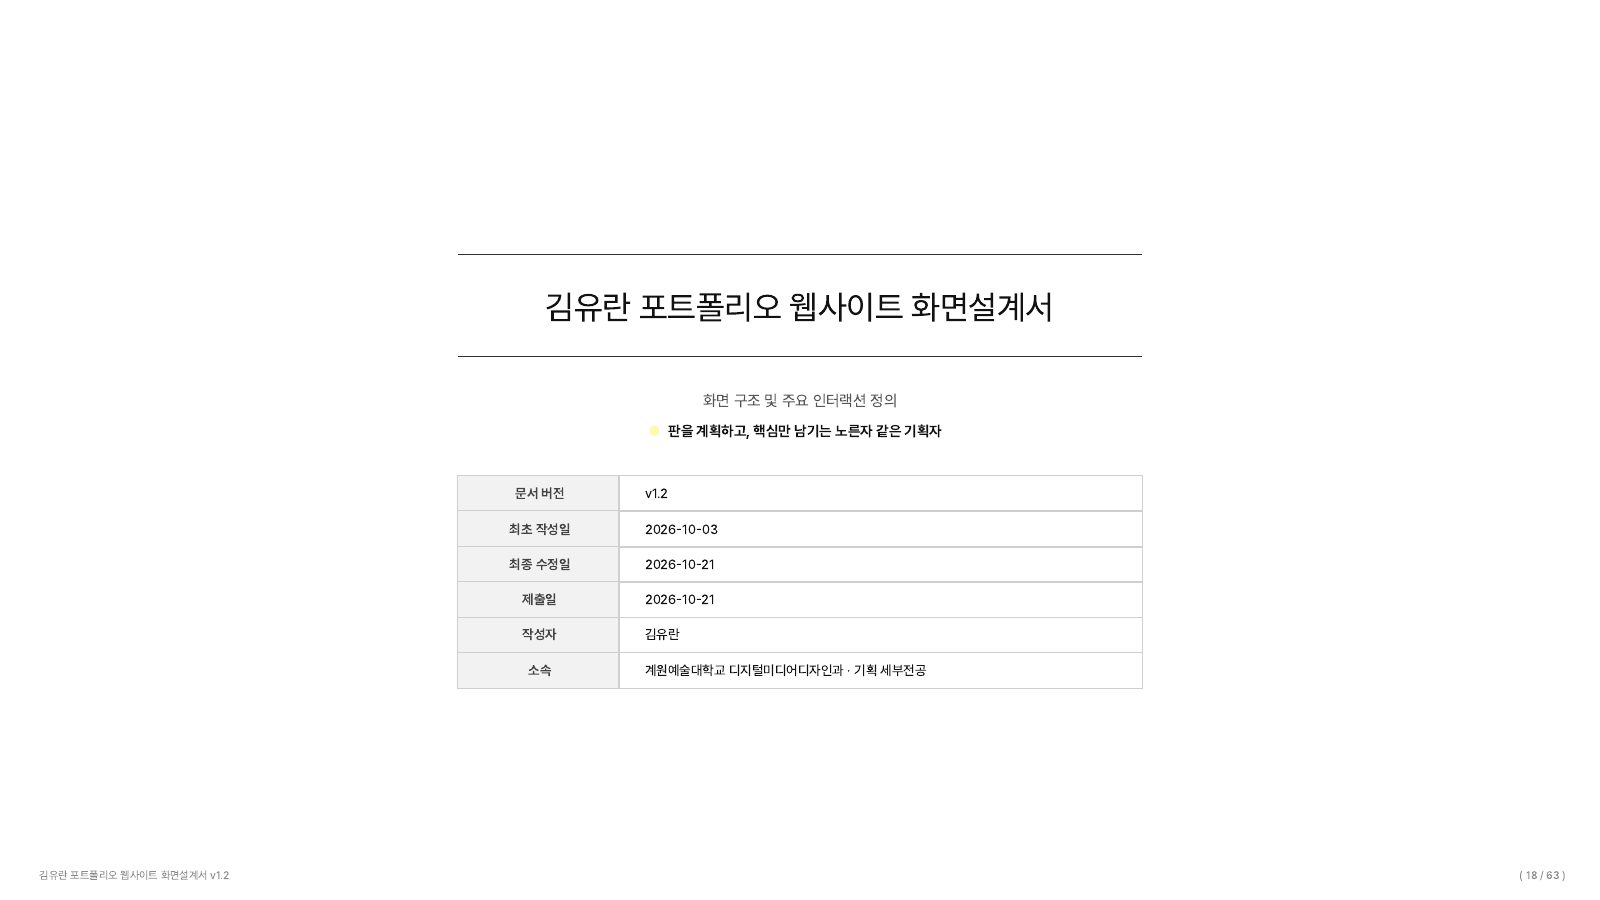 김유란 포트폴리오 웹사이트 화면설계서
화면 구조 및 주요 인터랙션 정의
판을 계획하고, 핵심만 남기는 노른자 같은 기획자
문서 버전 v1.2
최초 작성일 2026-10-03
최종 수정일 2026-10-21
제출일 2026-10-21
작성자 김유란
소속 계원예술대학교 디지털미디어디자인과 · 기획 세부전공
김유란 포트폴리오 웹사이트 화면설계서 v1.2
( 18 / 63 )